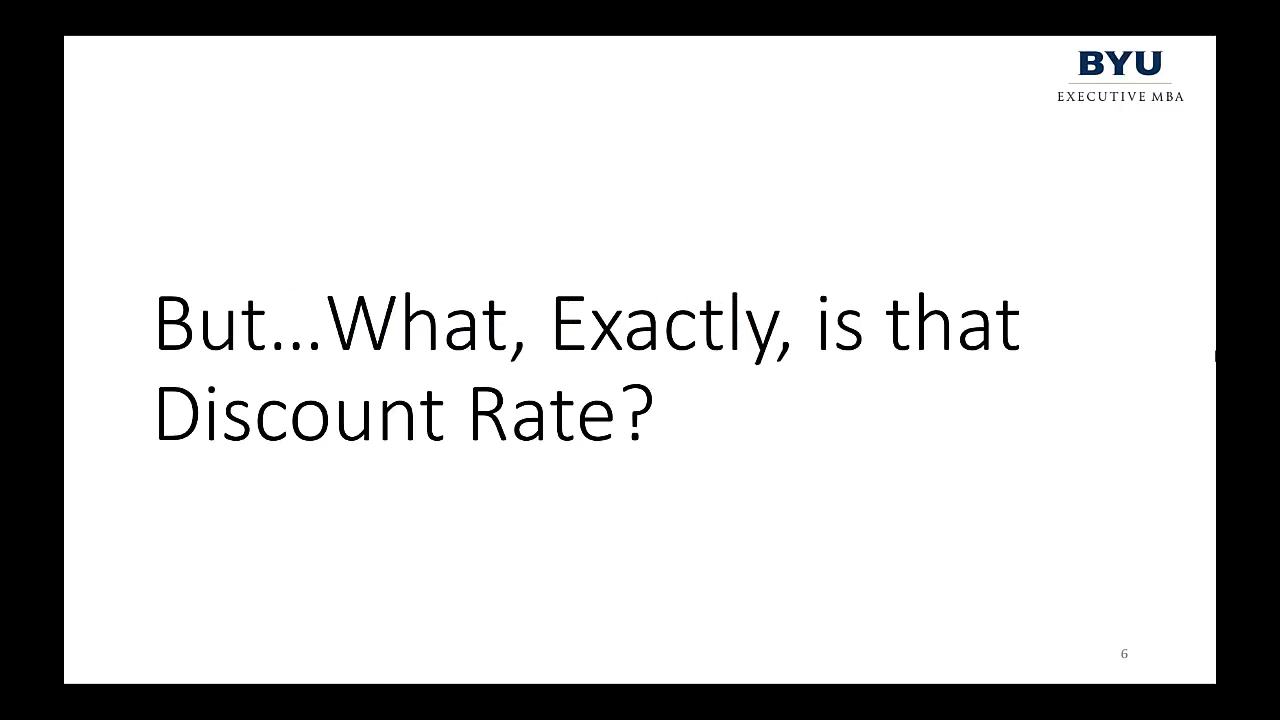 BYU
EXECUTIVE MBA
But...What, Exactly, is that
Discount Rate?
6